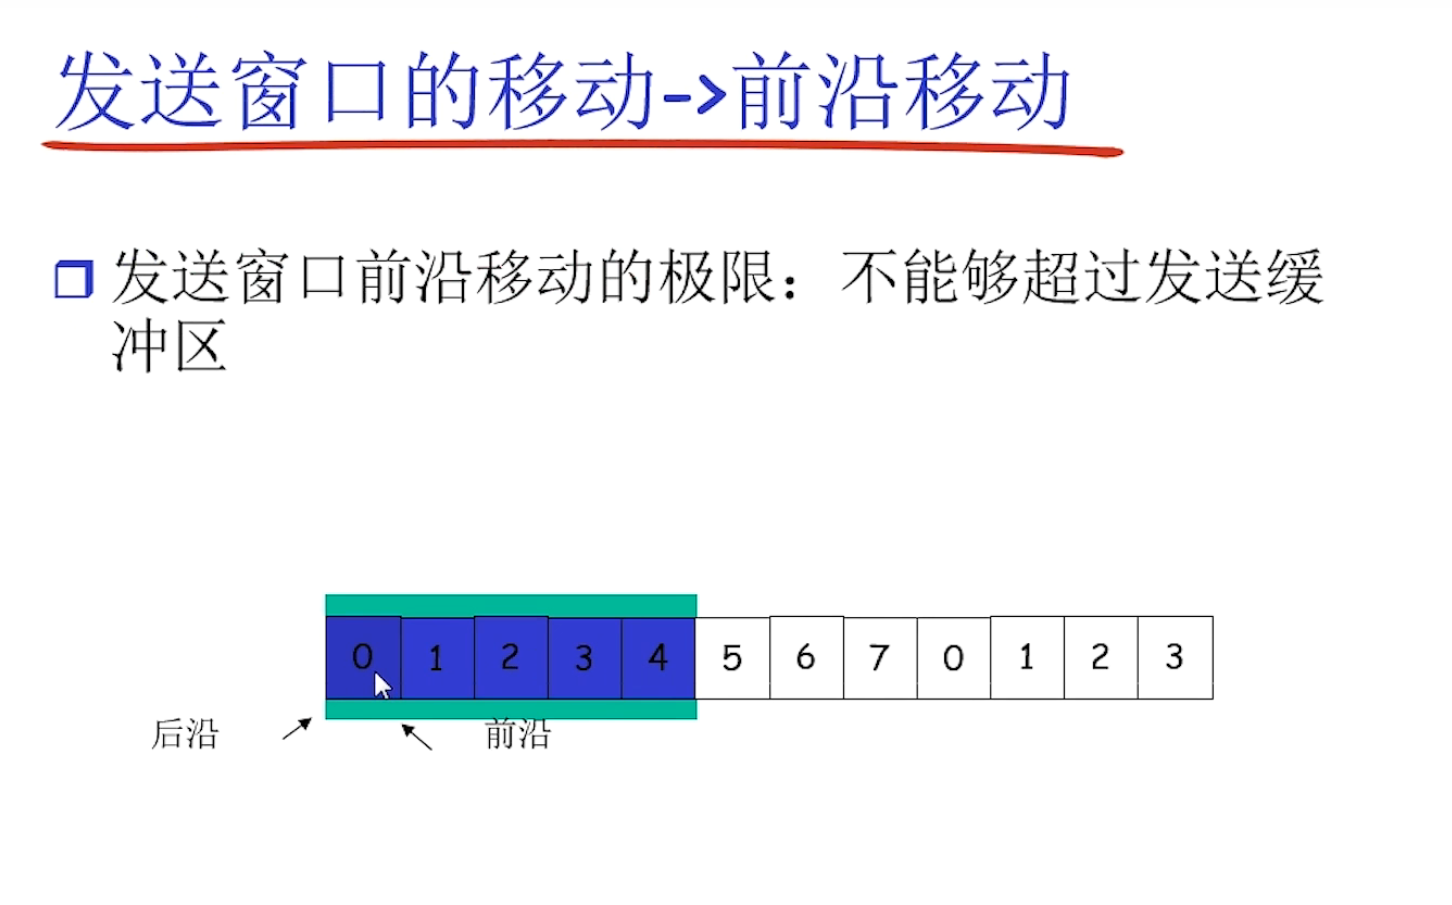 发送窗口的移动->前沿移动
发送窗口前沿移动的极限：不能够超过发送缓
冲区
0 1 2 3 4 5 6 7 0 1 2 3
后沿 前沿